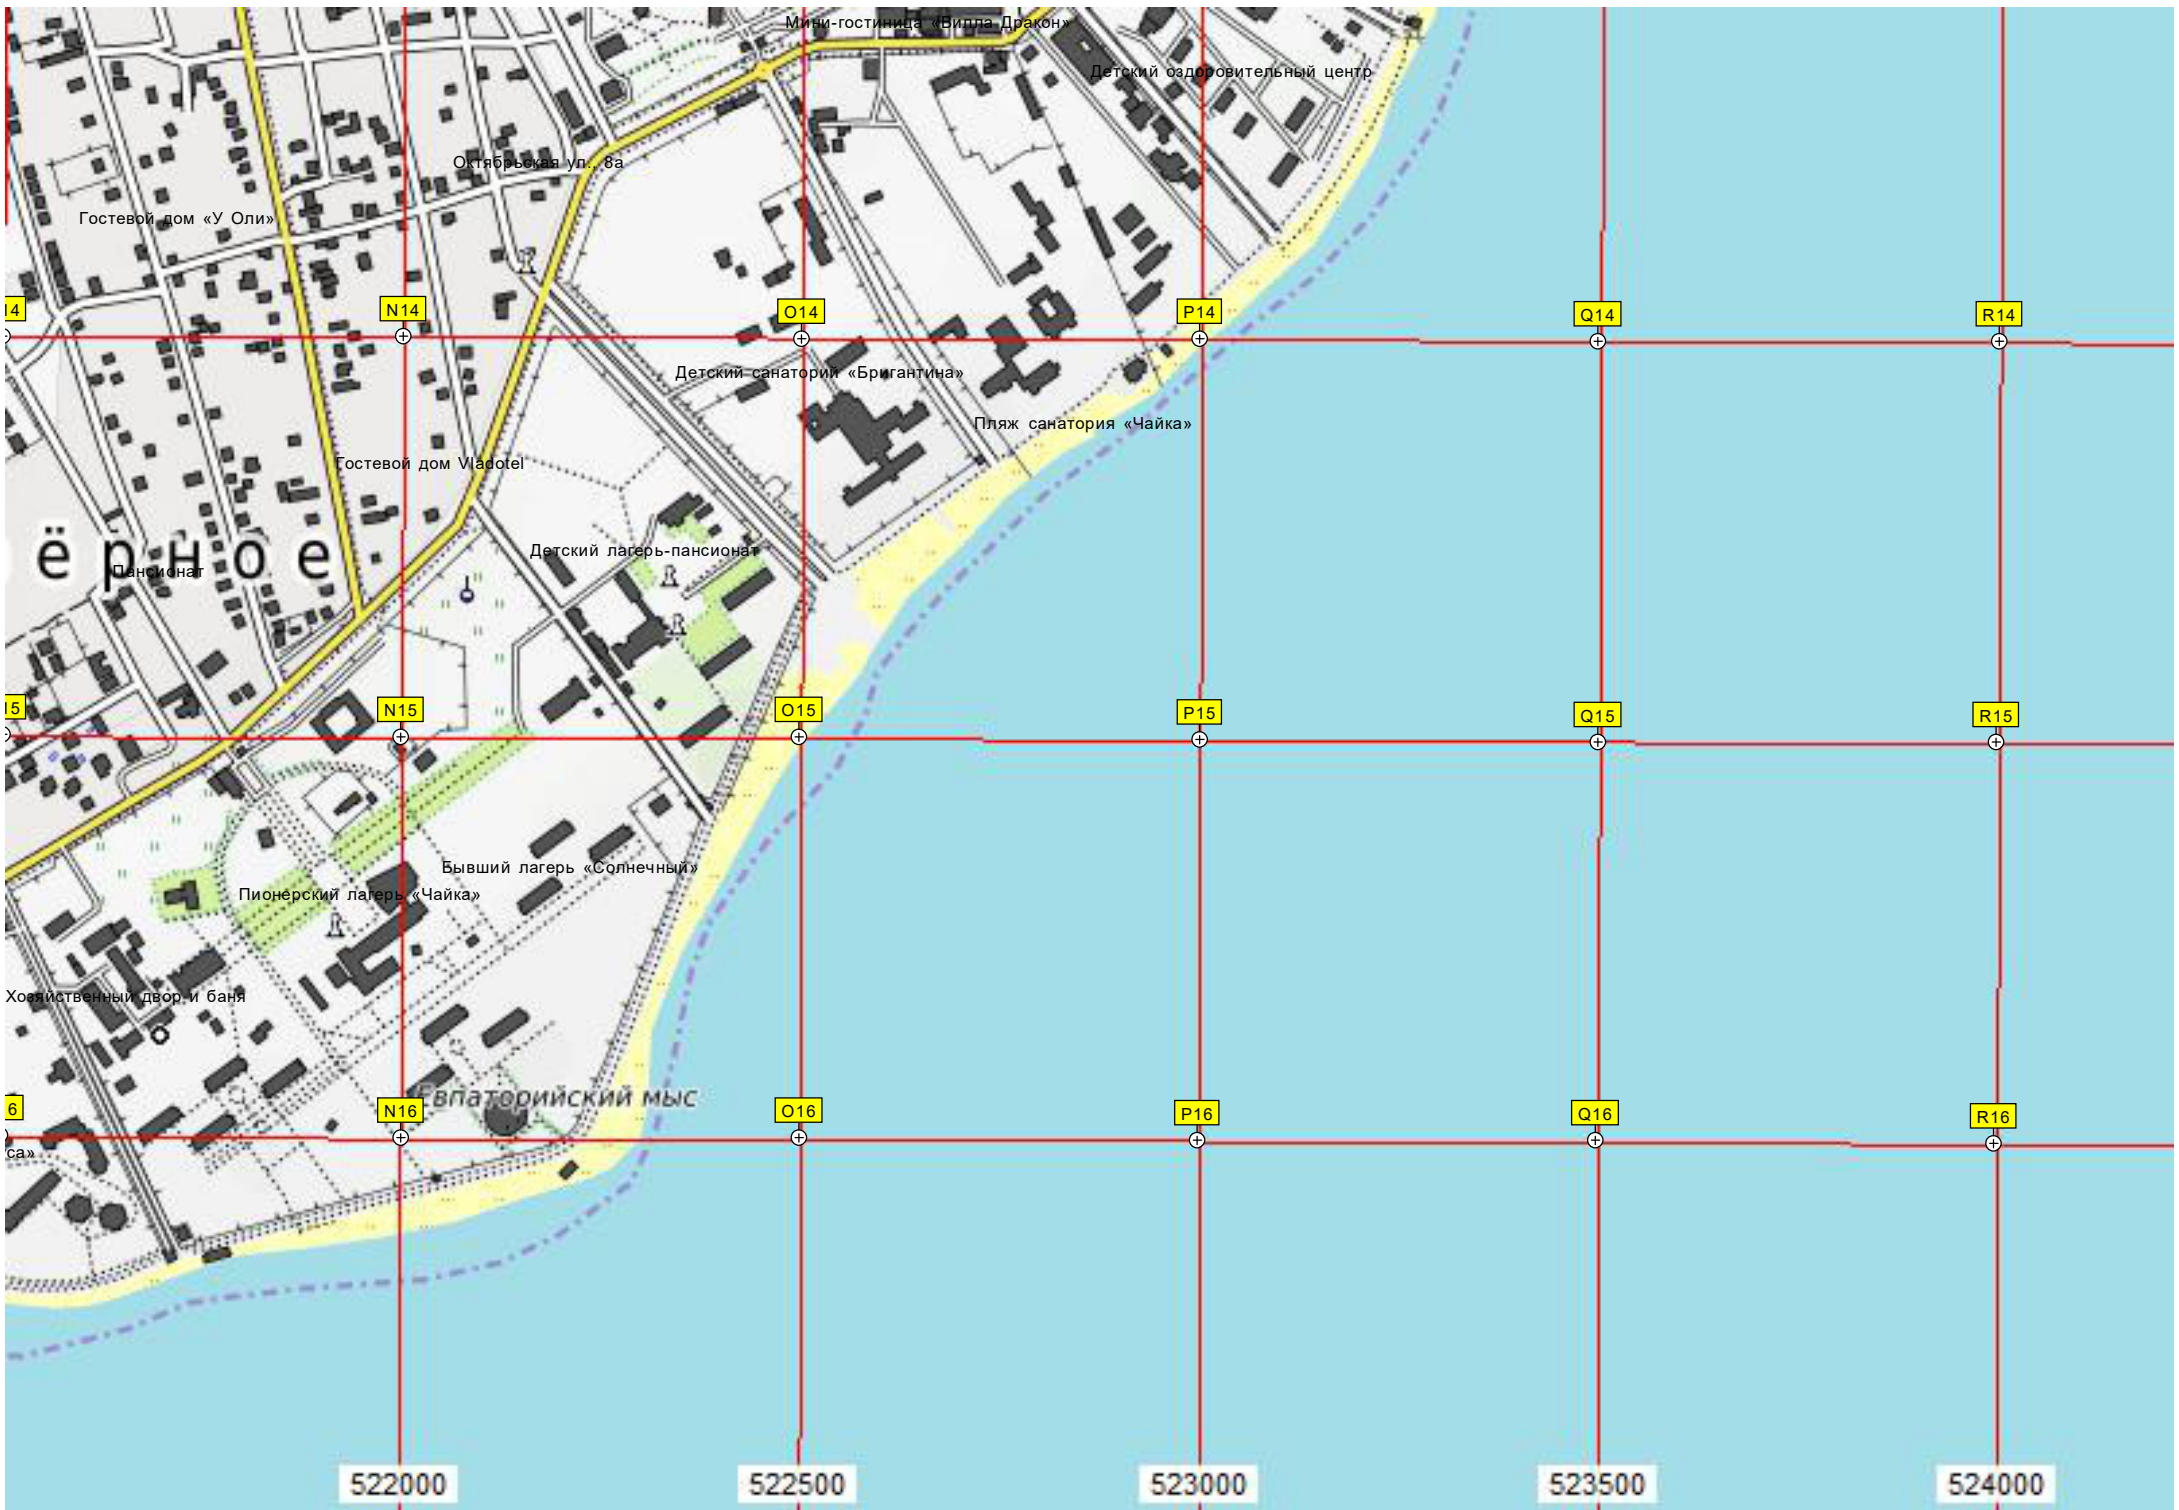 Мини-гостиница «Вилла Дракон»
Детский оздоровительный центр
Октябрьская ул., 8а
Гостевой дом «У Оли»
14
N14
O14
P14
Q14
R14
Детский санаторий «Бригантина»
Пляж санатория «Чайка»
Гостевой дом Vladotel
ёрное
Детский лагерь-пансионат
Пансионат
15
N15
O15
P15
Q15
R15
Бывший лагерь «Солнечный»
Пионерский лагерь «Чайка»
Хозяйственный двор и баня
Евпаторийский мыс
6
N16
O16
P16
Q16
R16
са»
522000
522500
523000
523500
524000